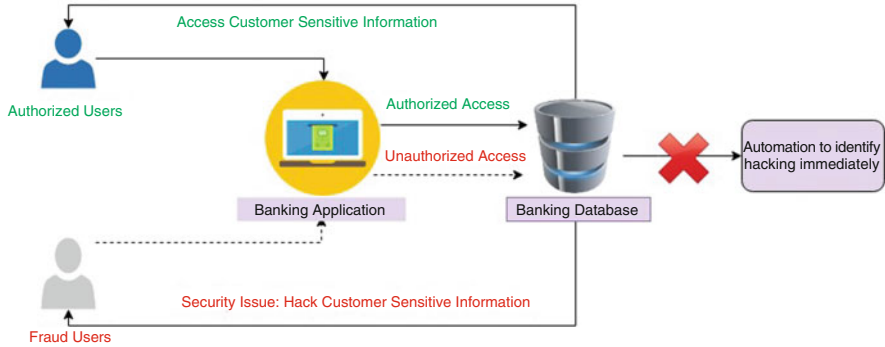 Access Customer Sensitive Information
Authorized Users
Authorized Access
Unauthorized Access
Automation to identify
hacking immediately
Banking Application
Banking Database
Security Issue: Hack Customer Sensitive Information
Fraud Users